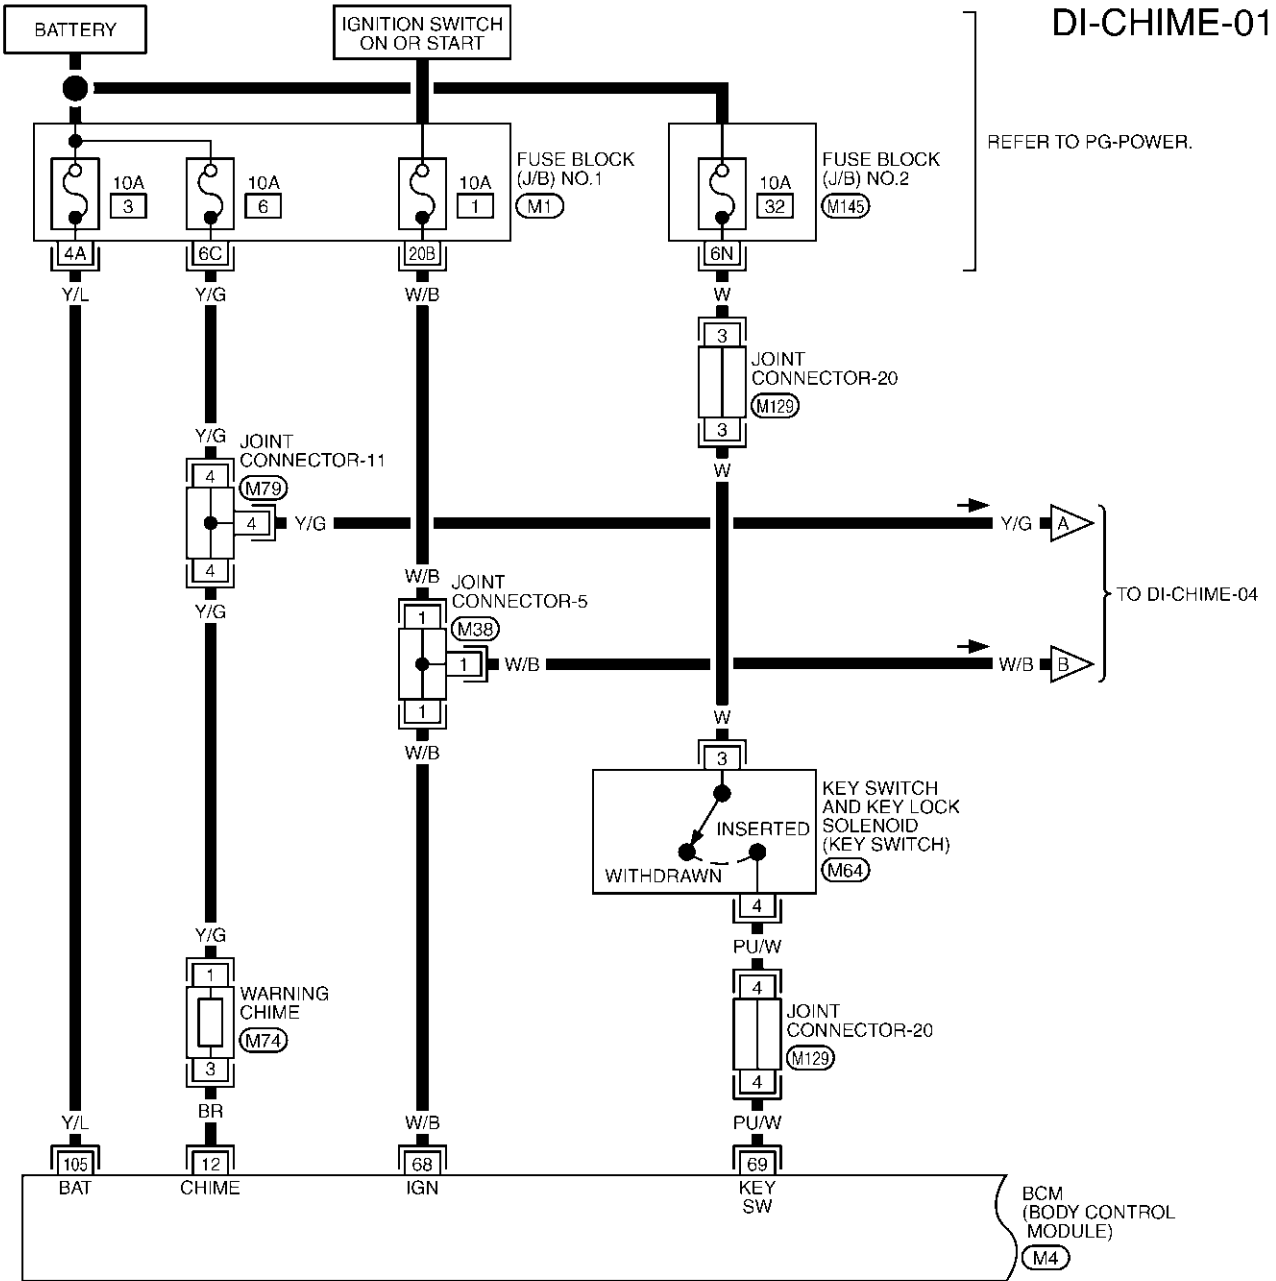 DI-CHIME-01
BATTERY
IGNITION SWITCH
ON OR START
REFER TO PG-POWER.
10A
3
10A
6
10A
1
FUSE BLOCK
(J/B) NO.1
M1
10A
32
FUSE BLOCK
(J/B) NO.2
M145
4A
6C
20B
6N
Y/L
Y/G
W/B
W
3
JOINT
CONNECTOR-20
M129
3
W
Y/G
JOINT
CONNECTOR-11
M79
4
4
Y/G
Y/G
A
4
Y/G
W/B
JOINT
CONNECTOR-5
M38
1
1
W/B
W/B
B
1
W/B
TO DI-CHIME-04
W
3
KEY SWITCH
AND KEY LOCK
SOLENOID
(KEY SWITCH)
M64
INSERTED
WITHDRAWN
4
PU/W
Y/G
1
WARNING
CHIME
M74
3
BR
4
JOINT
CONNECTOR-20
M129
4
Y/L
W/B
PU/W
105
12
68
69
BAT
CHIME
IGN
KEY
SW
BCM
(BODY CONTROL
MODULE)
M4